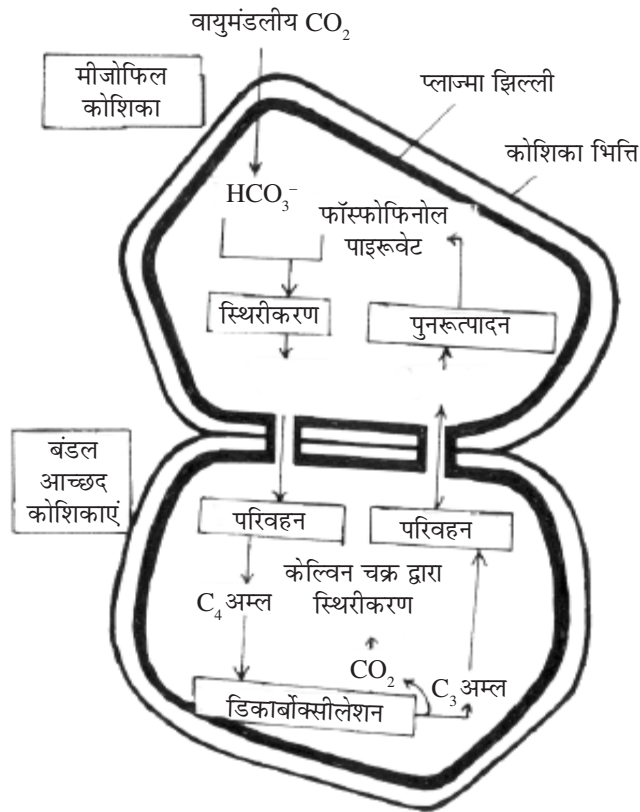 वायुमंडलीय CO₂
मीजोफिल
कोशिका
प्लाज्मा झिल्ली
कोशिका भित्ति
HCO₃⁻
फॉस्फोफिनोल
पाइरूवेट
स्थिरीकरण
पुनरूत्पादन
बंडल
आच्छद
कोशिकाएं
परिवहन
परिवहन
केल्विन चक्र द्वारा
स्थिरीकरण
C₄ अम्ल
CO₂
C₃ अम्ल
डिकार्बोक्सीलेशन